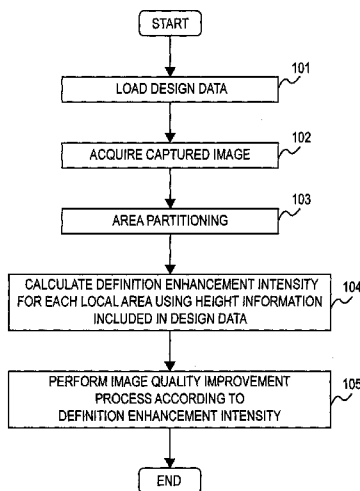 START
101
LOAD DESIGN DATA
102
ACQUIRE CAPTURED IMAGE
103
AREA PARTITIONING
104
CALCULATE DEFINITION ENHANCEMENT INTENSITY
FOR EACH LOCAL AREA USING HEIGHT INFORMATION
INCLUDED IN DESIGN DATA
105
PERFORM IMAGE QUALITY IMPROVEMENT
PROCESS ACCORDING TO
DEFINITION ENHANCEMENT INTENSITY
END